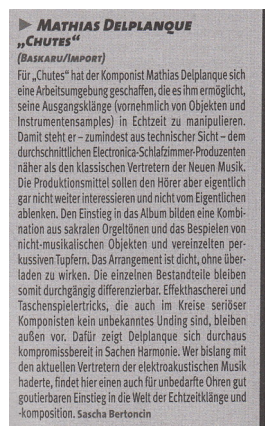 ► Mathias Delplanque
„Chutes“
(Baskaru/Import)
Für „Chutes“ hat der Komponist Mathias Delplanque sich
eine Arbeitsumgebung geschaffen, die es ihm ermöglicht,
seine Ausgangsklänge (vornehmlich von Objekten und
Instrumentensamples) in Echtzeit zu manipulieren.
Damit steht er – zumindest aus technischer Sicht – dem
durchschnittlichen Electronica-Schlafzimmer-Produzenten
näher als den klassischen Vertretern der Neuen Musik.
Die Produktionsmittel sollen den Hörer aber eigentlich
gar nicht weiter interessieren und nicht vom Eigentlichen
ablenken. Den Einstieg in das Album bilden eine Kombi-
nation aus sakralen Orgeltönen und das Bespielen von
nicht-musikalischen Objekten und vereinzelten per-
kussiven Tupfern. Das Arrangement ist dicht, ohne über-
laden zu wirken. Die einzelnen Bestandteile bleiben
somit durchgängig differenzierbar. Effekthascherei und
Taschenspielertricks, die auch im Kreise seriöser
Komponisten kein unbekanntes Unding sind, bleiben
außen vor. Dafür zeigt Delplanque sich durchaus
kompromissbereit in Sachen Harmonie. Wer bislang mit
den aktuellen Vertretern der elektroakustischen Musik
haderte, findet hier einen auch für unbedarfte Ohren gut
goutierbaren Einstieg in die Welt der Echtzeitklänge und
-komposition. Sascha Bertoncin